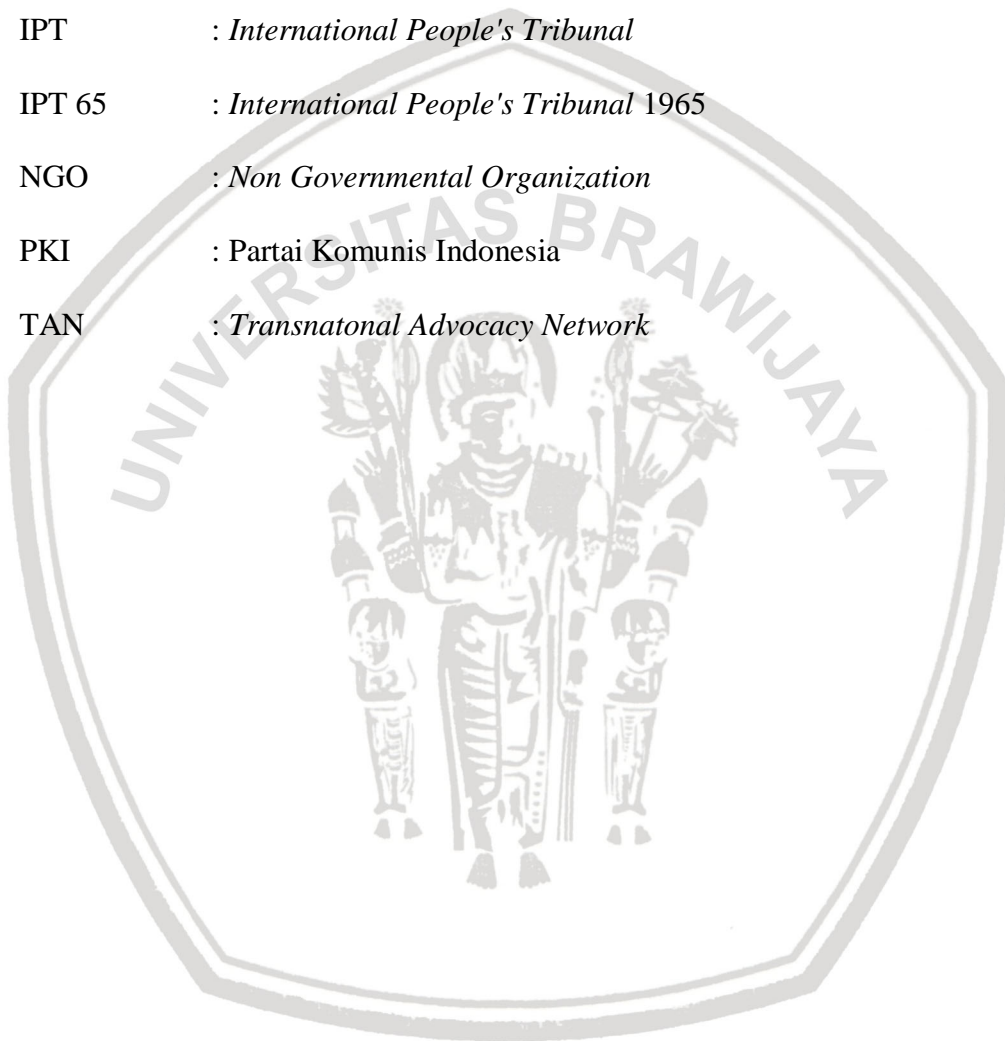 IPT : International People's Tribunal
IPT 65 : International People's Tribunal 1965
NGO : Non Governmental Organization
PKI : Partai Komunis Indonesia
TAN : Transnatonal Advocacy Network
UNIVERSITAS BRAWIJAYA